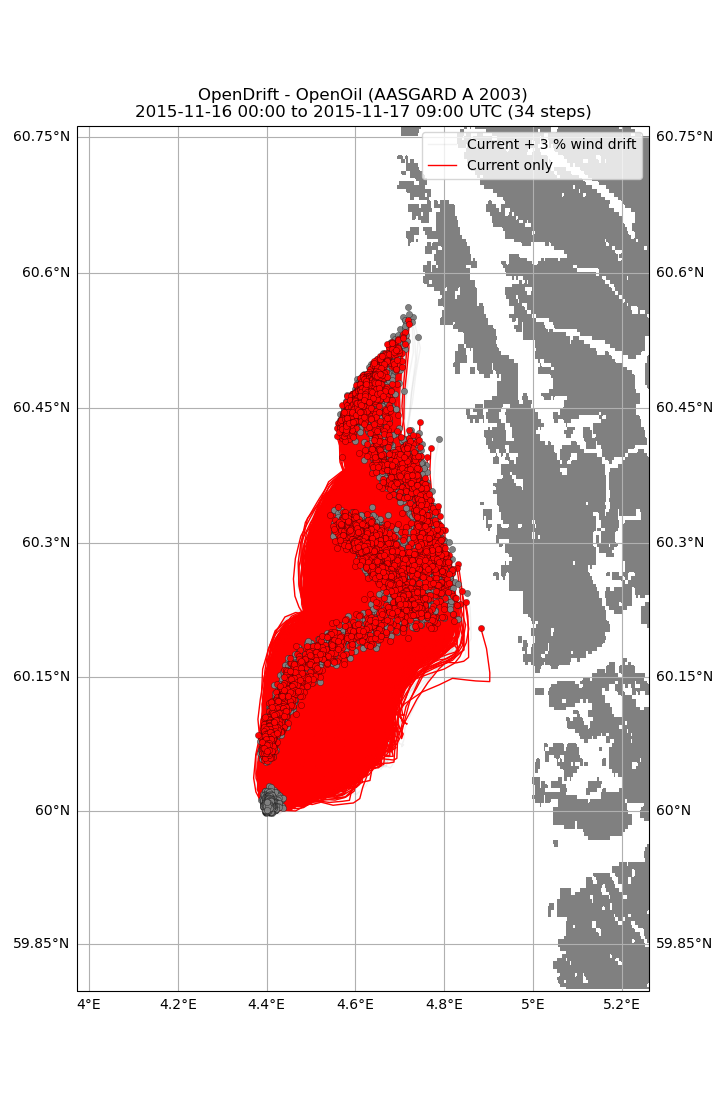 OpenDrift - OpenOil (AASGARD A 2003)
2015-11-16 00:00 to 2015-11-17 09:00 UTC (34 steps)
Current + 3 % wind drift
Current only
60.75°N 60.75°N
60.6°N 60.6°N
60.45°N 60.45°N
60.3°N 60.3°N
60.15°N 60.15°N
60°N 60°N
59.85°N 59.85°N
4°E 4.2°E 4.4°E 4.6°E 4.8°E 5°E 5.2°E